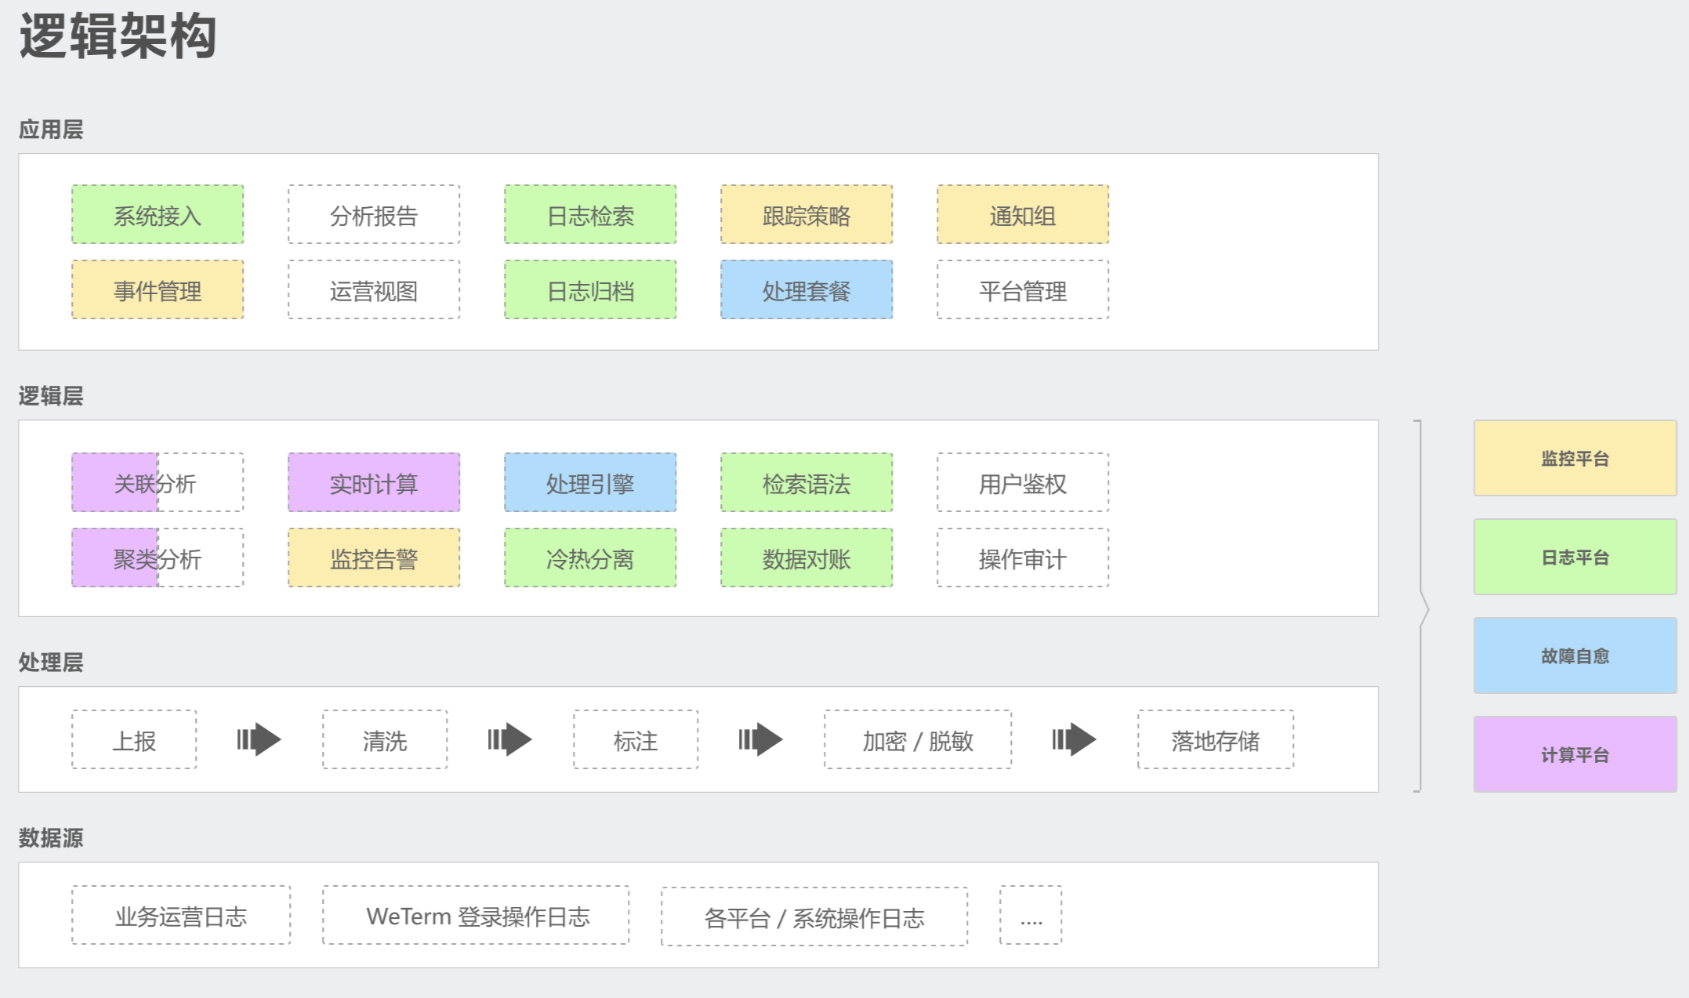 逻辑架构
应用层
系统接入
分析报告
日志检索
跟踪策略
通知组
事件管理
运营视图
日志归档
处理套餐
平台管理
逻辑层
关联分析
实时计算
处理引擎
检索语法
用户鉴权
聚类分析
监控告警
冷热分离
数据对账
操作审计
监控平台
日志平台
故障自愈
计算平台
处理层
上报
清洗
标注
加密 / 脱敏
落地存储
数据源
业务运营日志
WeTerm 登录操作日志
各平台 / 系统操作日志
....